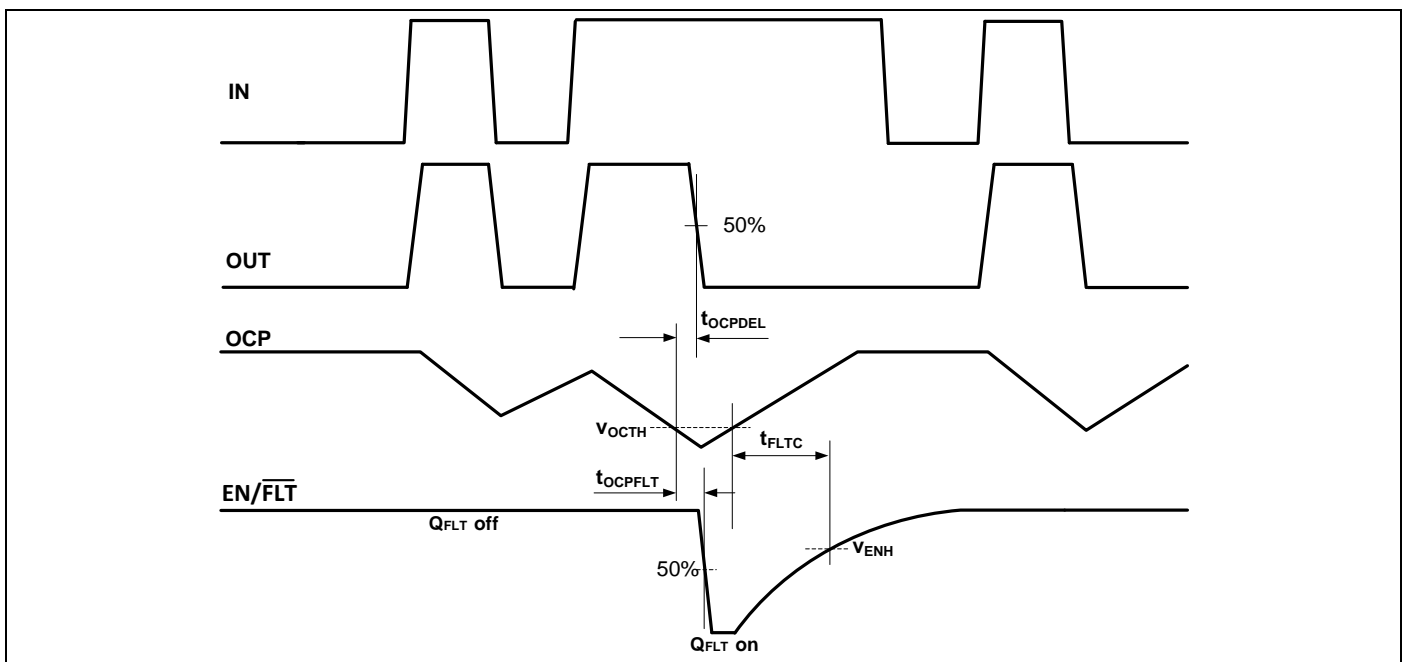 IN
50%
OUT
tOCPDEL
OCP
VOCTH
tFLTC
tOCPFLT
EN/FLT
QFLT off
VENH
50%
QFLT on